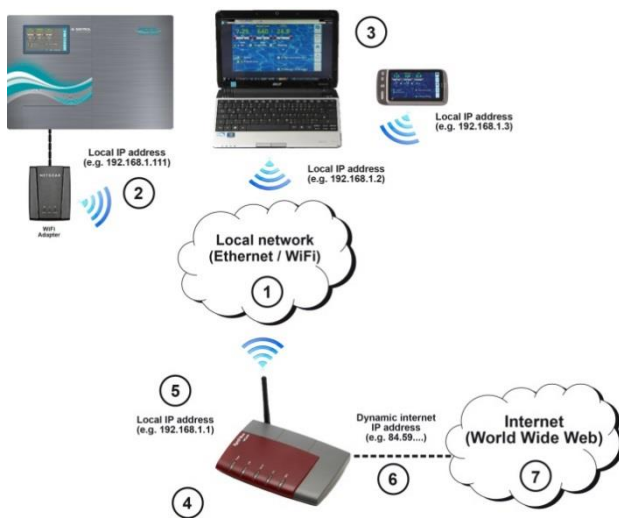 3
Local IP address
(e.g. 192.168.1.3)
Local IP address
(e.g. 192.168.1.111)
2
NETGEAR
WiFi
Adapter
Local IP address
(e.g. 192.168.1.2)
Local network
(Ethernet / WiFi)
1
5
Local IP address
(e.g. 192.168.1.1)
4
Dynamic internet
IP address
(e.g. 84.59....)
6
Internet
(World Wide Web)
7